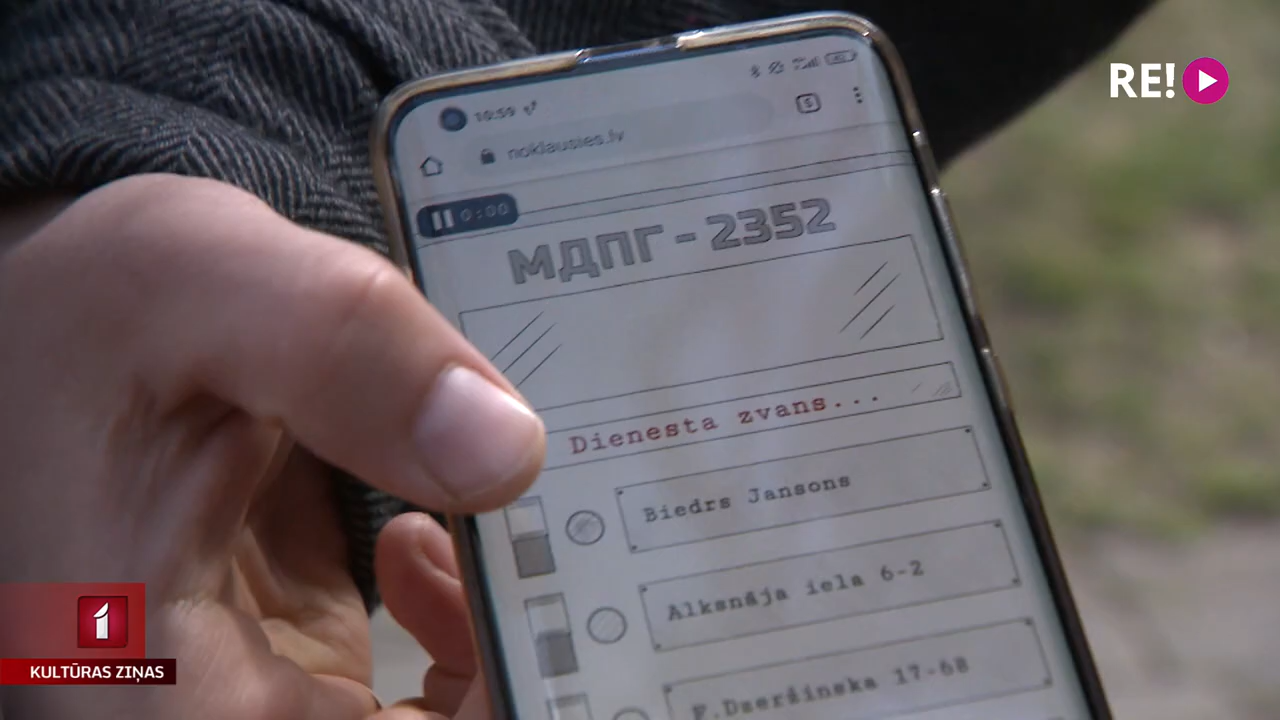 RE!
10:59
noklausies.lv
0:00
МДПГ - 2352
Dienesta zvans...
Biedrs Jansons
Alksnāja iela 6-2
F.Dzeržinska 17-68
1
KULTŪRAS ZIŅAS